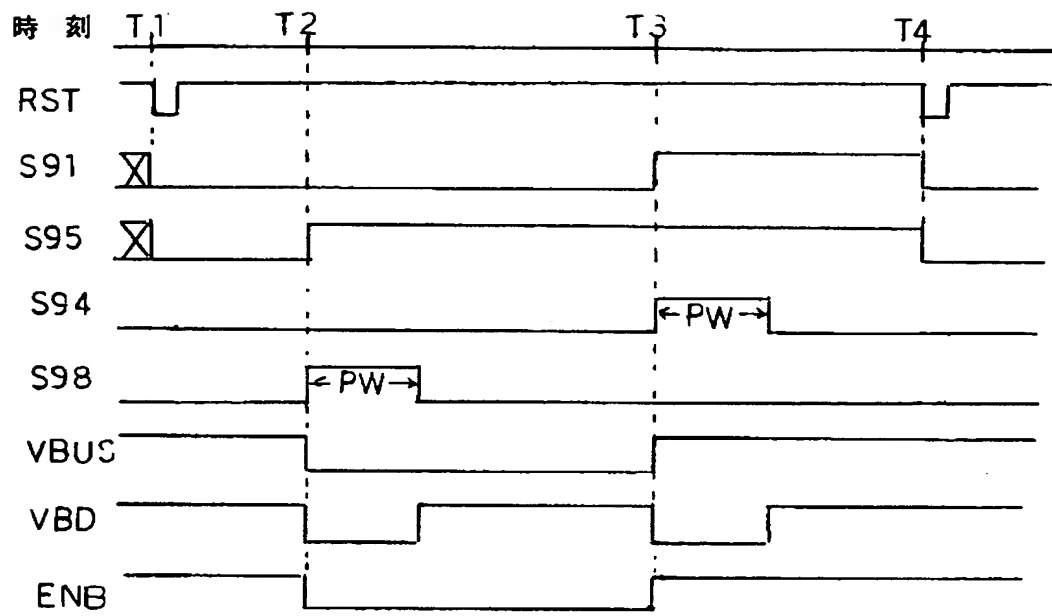 時刻 T1 T2 T3 T4
RST
S91
S95
S94 ←PW→
S98 ←PW→
VBUS
VBD
ENB